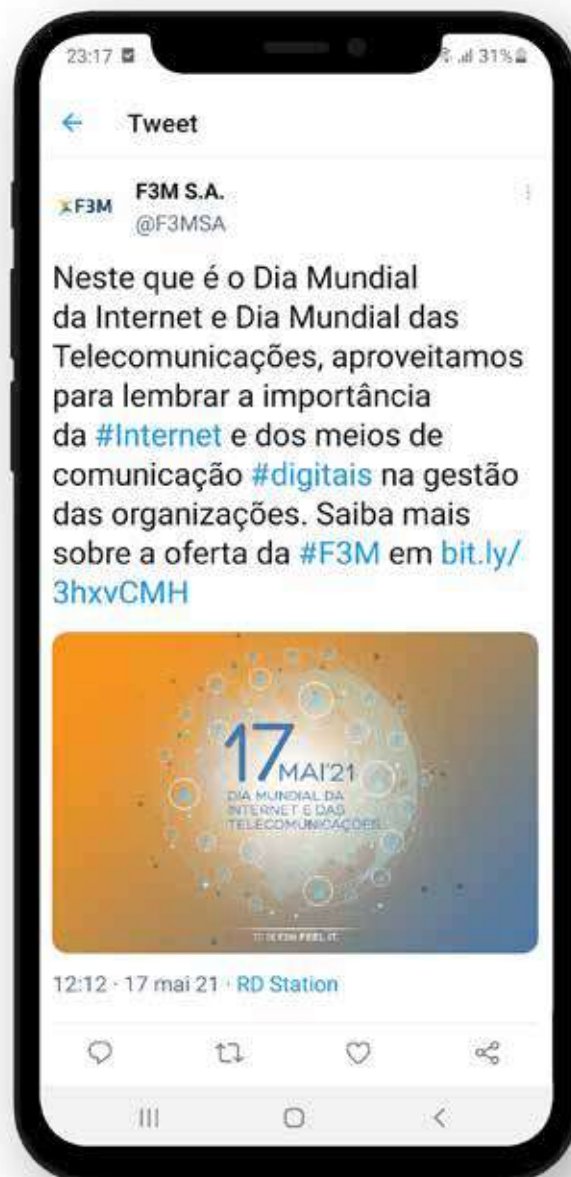 23:17
31%
Tweet
F3M
F3M S.A.
@F3MSA
Neste que é o Dia Mundial
da Internet e Dia Mundial das
Telecomunicações, aproveitamos
para lembrar a importância
da #Internet e dos meios de
comunicação #digitais na gestão
das organizações. Saiba mais
sobre a oferta da #F3M em bit.ly/
3hxvCMH
17 MAI'21
DIA MUNDIAL DA
INTERNET E DAS
TELECOMUNICAÇÕES
FEEL IT.
12:12 · 17 mai 21 · RD Station